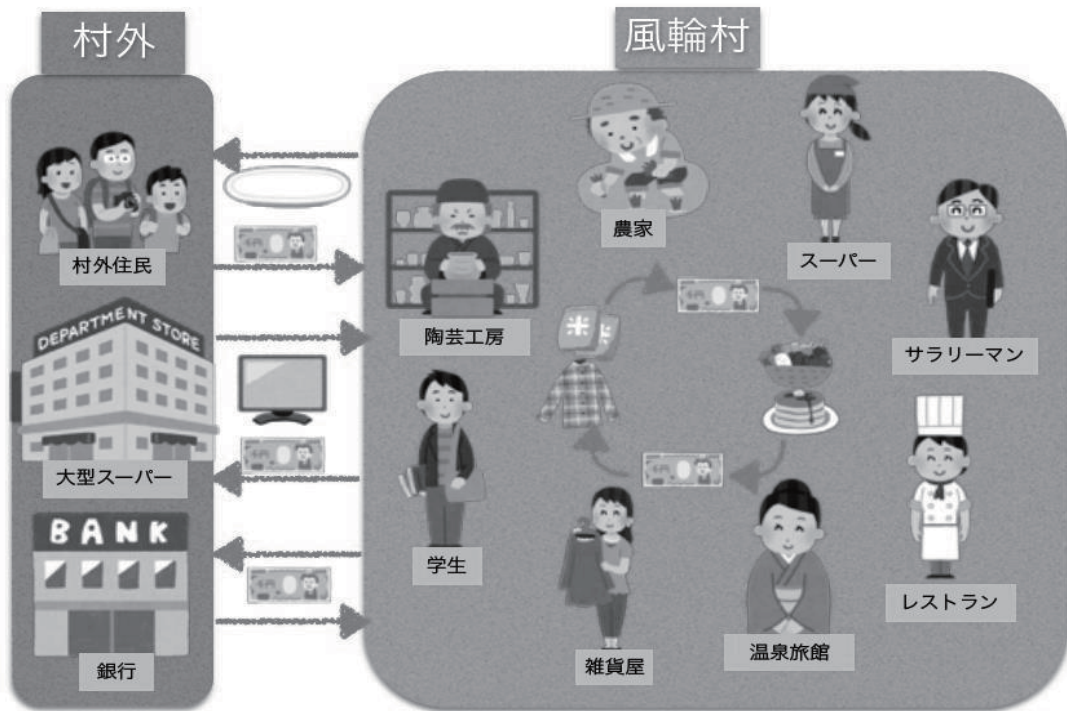 村外
風輪村
村外住民
DEPARTMENT STORE
大型スーパー
BANK
銀行
農家
スーパー
サラリーマン
陶芸工房
米
学生
レストラン
雑貨屋
温泉旅館